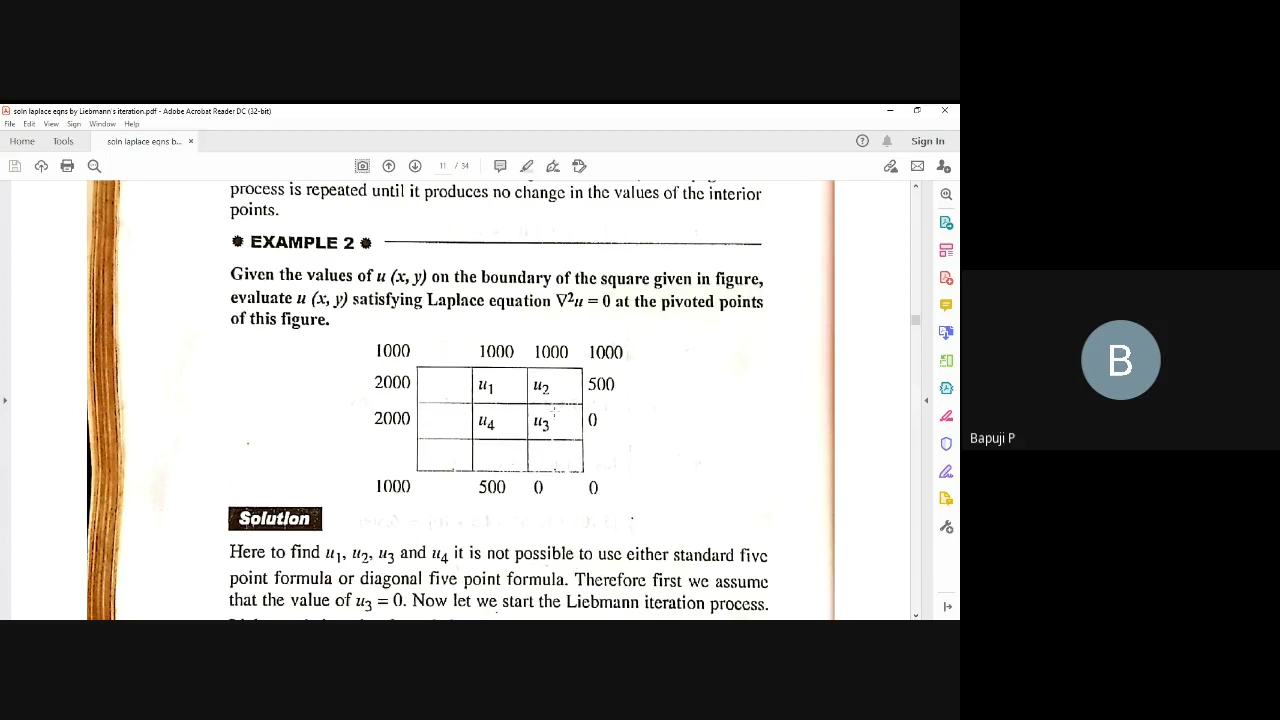 soln laplace eqns by Liebmann's iteration.pdf - Adobe Acrobat Reader DC (32-bit)
File Edit View Sign Window Help
Home Tools soln laplace eqns b... × Sign In
11 / 34
process is repeated until it produces no change in the values of the interior
points.
EXAMPLE 2
Given the values of u (x, y) on the boundary of the square given in figure,
evaluate u (x, y) satisfying Laplace equation ∇²u = 0 at the pivoted points
of this figure.
1000 1000 1000 1000
2000 u₁ u₂ 500
2000 u₄ u₃ 0
1000 500 0 0
Solution
Here to find u₁, u₂, u₃ and u₄ it is not possible to use either standard five
point formula or diagonal five point formula. Therefore first we assume
that the value of u₃ = 0. Now let we start the Liebmann iteration process.
B
Bapuji P